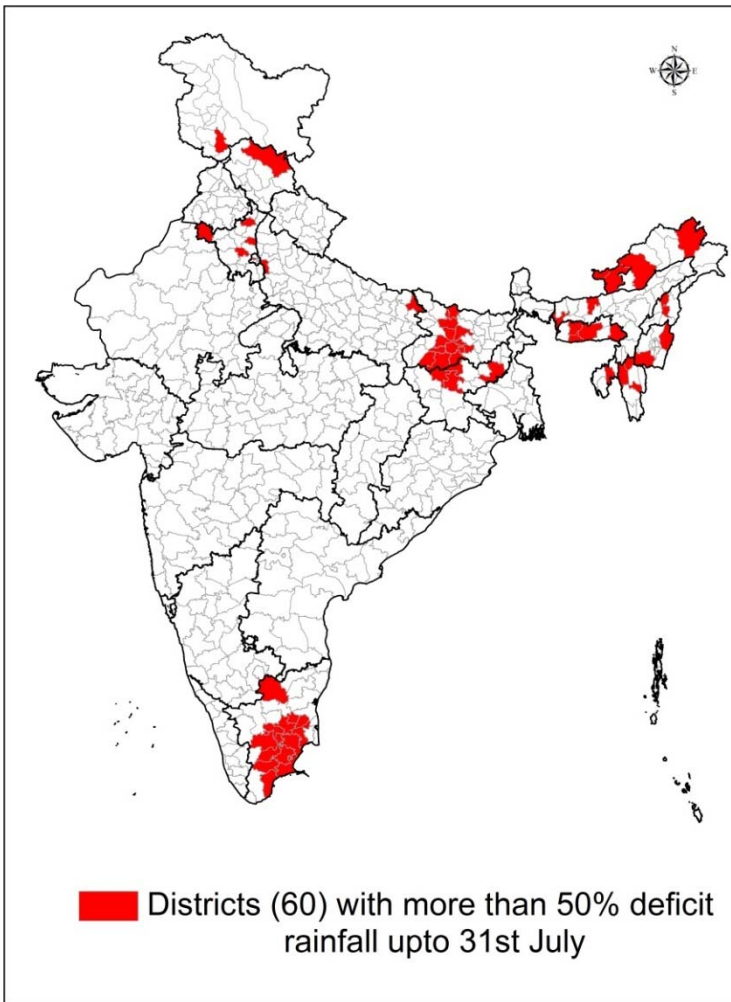 N
W E
S
Districts (60) with more than 50% deficit
rainfall upto 31st July